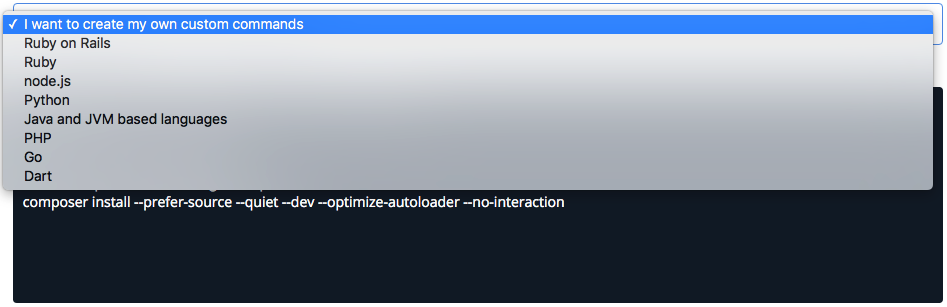 ✓ I want to create my own custom commands
Ruby on Rails
Ruby
node.js
Python
Java and JVM based languages
PHP
Go
Dart
composer install --prefer-source --quiet --dev --optimize-autoloader --no-interaction